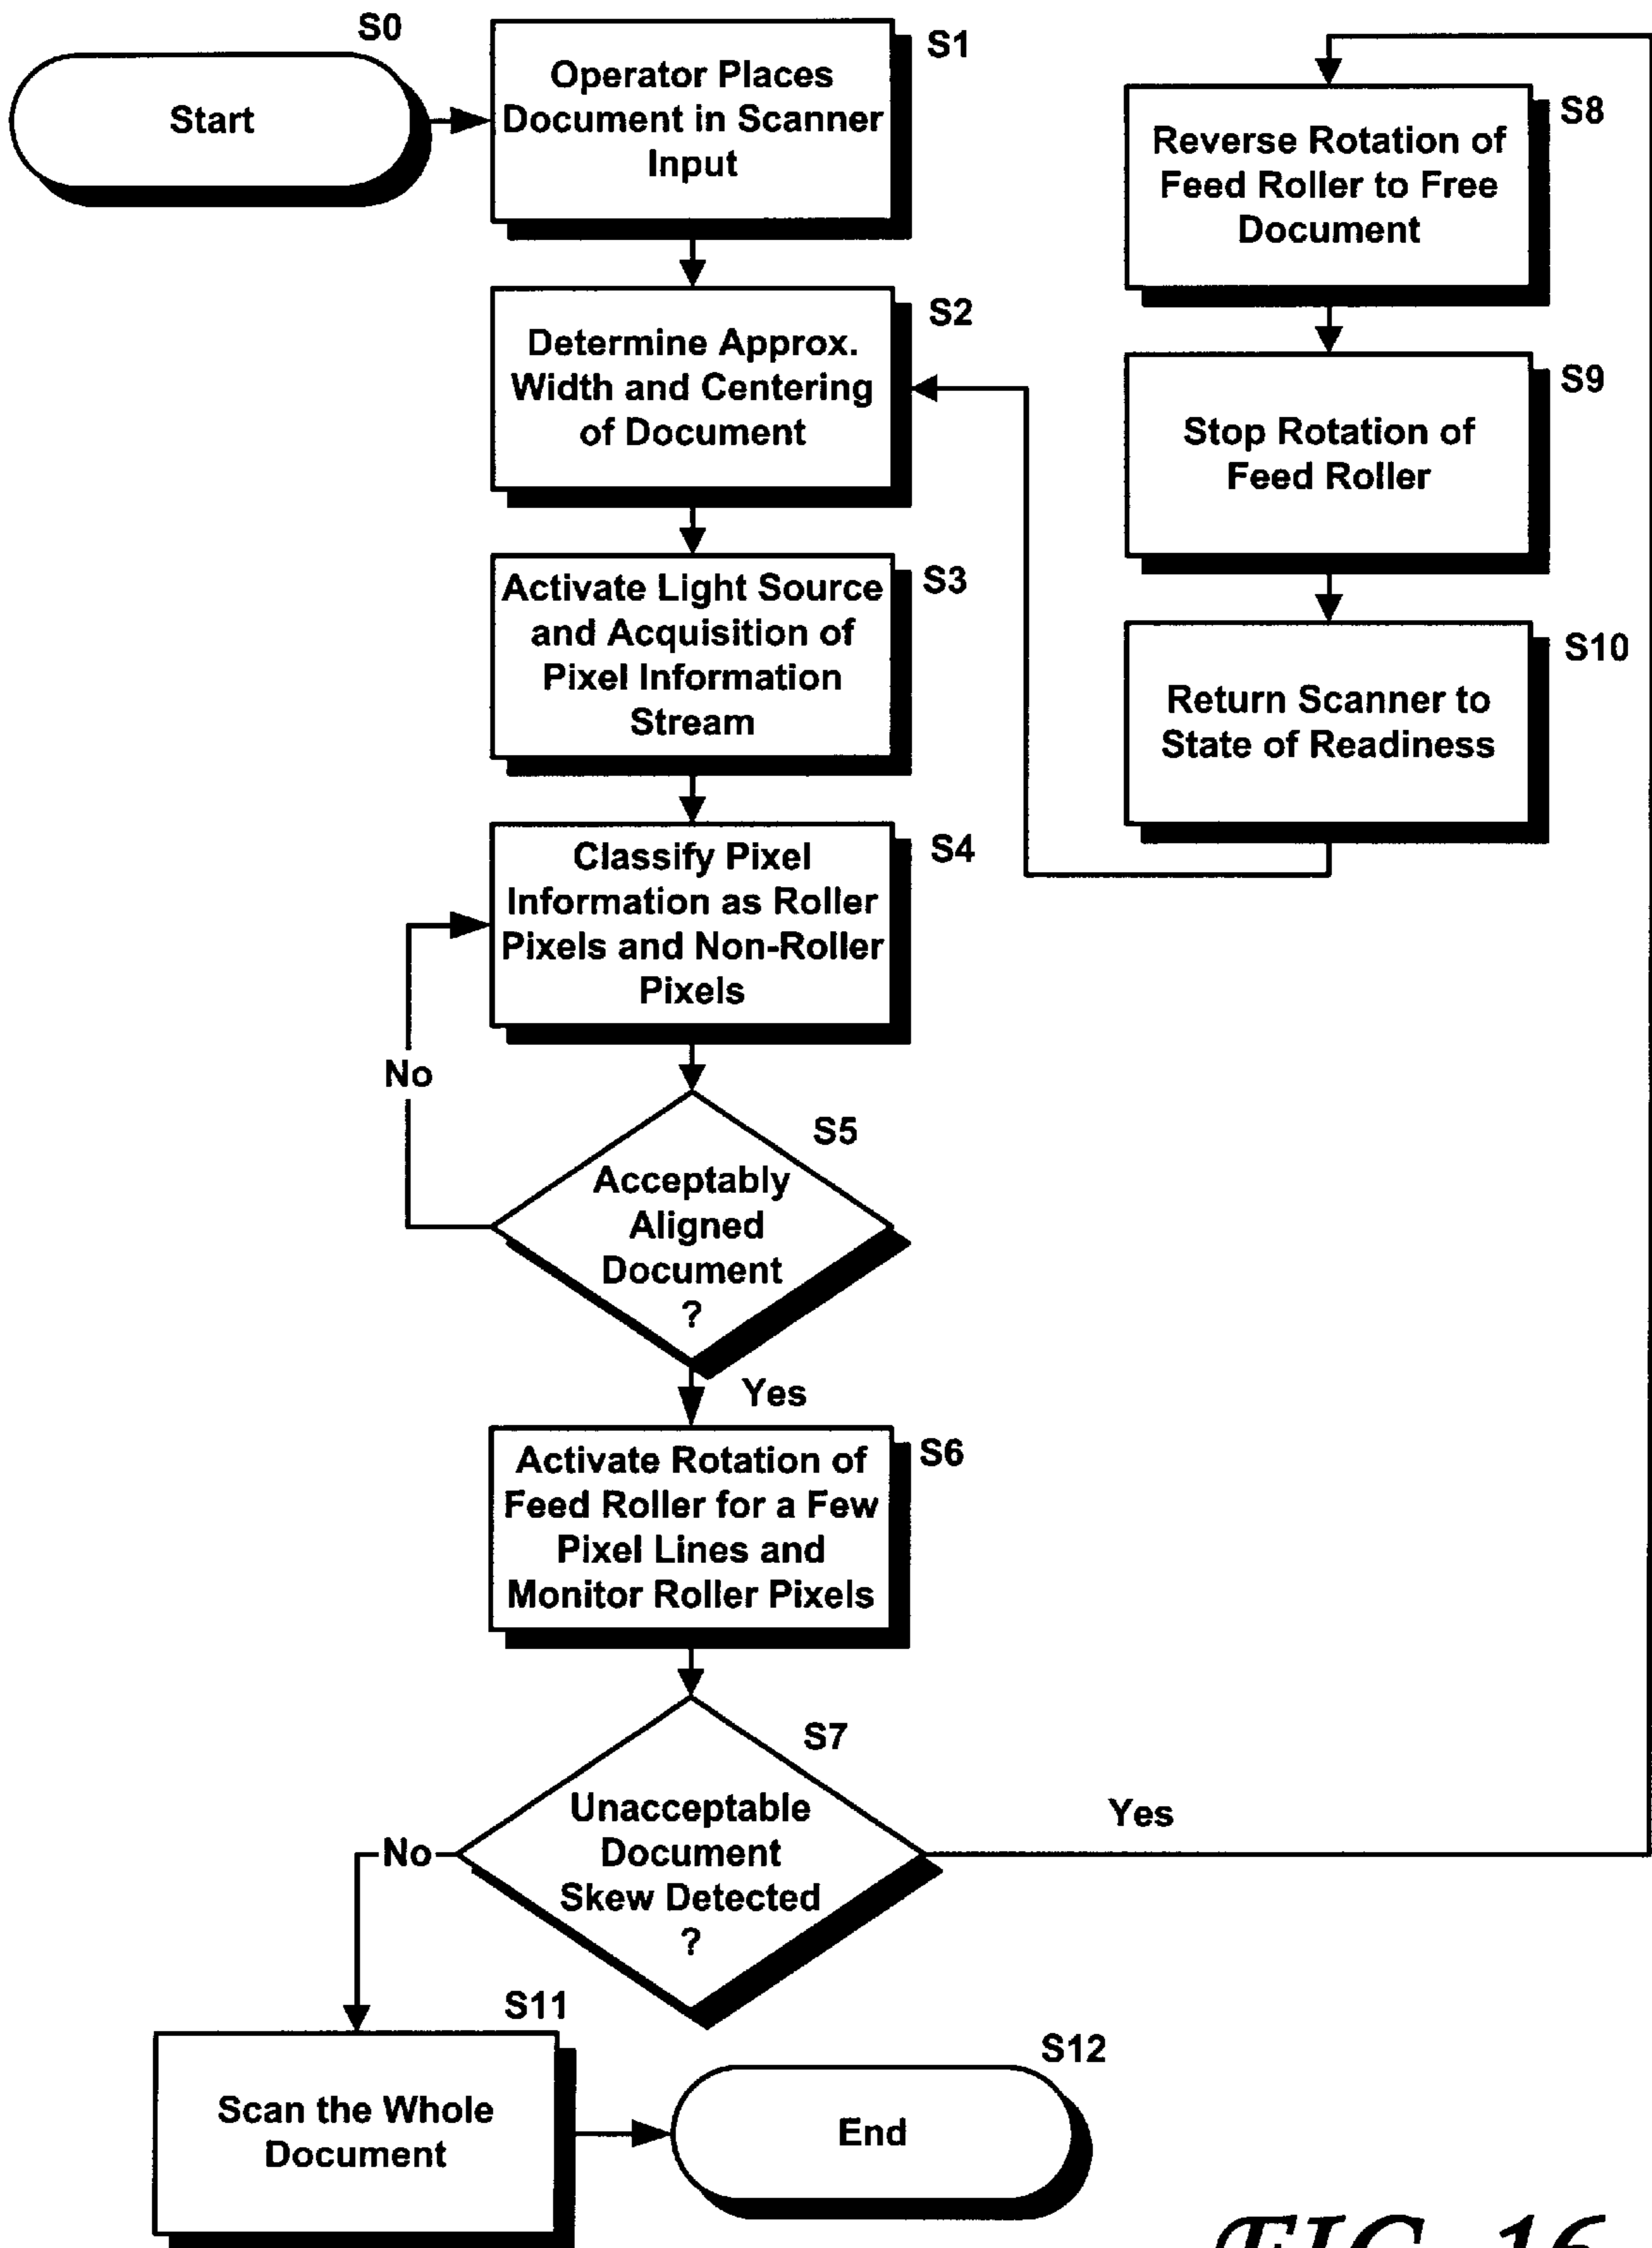 S0
Start
S1
Operator Places
Document in Scanner
Input
S2
Determine Approx.
Width and Centering
of Document
S3
Activate Light Source
and Acquisition of
Pixel Information
Stream
S4
Classify Pixel
Information as Roller
Pixels and Non-Roller
Pixels
No
S5
Acceptably
Aligned
Document
?
Yes
S6
Activate Rotation of
Feed Roller for a Few
Pixel Lines and
Monitor Roller Pixels
S7
Unacceptable
Document
Skew Detected
?
Yes
No
S8
Reverse Rotation of
Feed Roller to Free
Document
S9
Stop Rotation of
Feed Roller
S10
Return Scanner to
State of Readiness
S11
Scan the Whole
Document
S12
End
FIG. 16